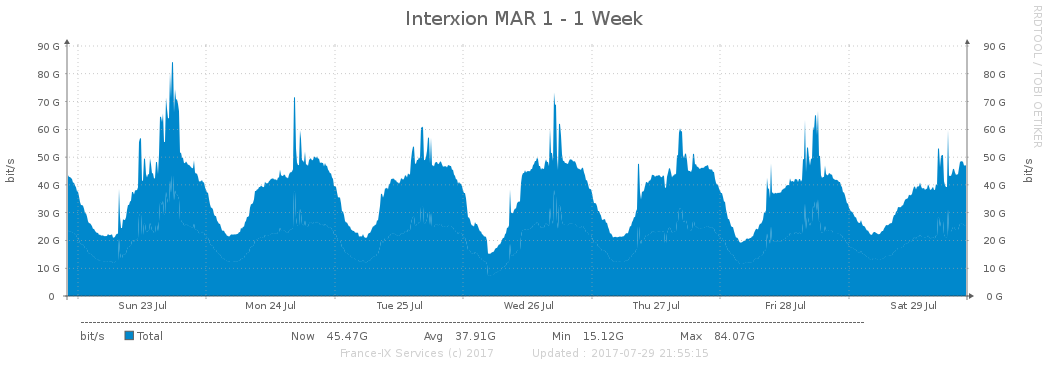 Interxion MAR 1 - 1 Week
RRDTOOL / TOBI OETIKER
90 G 90 G
80 G 80 G
70 G 70 G
60 G 60 G
50 G 50 G
40 G 40 G
30 G 30 G
20 G 20 G
10 G 10 G
0 0 G
bit/s bit/s
Sun 23 Jul Mon 24 Jul Tue 25 Jul Wed 26 Jul Thu 27 Jul Fri 28 Jul Sat 29 Jul
bit/s Total Now 45.47G Avg 37.91G Min 15.12G Max 84.07G
France-IX Services (c) 2017 Updated : 2017-07-29 21:55:15